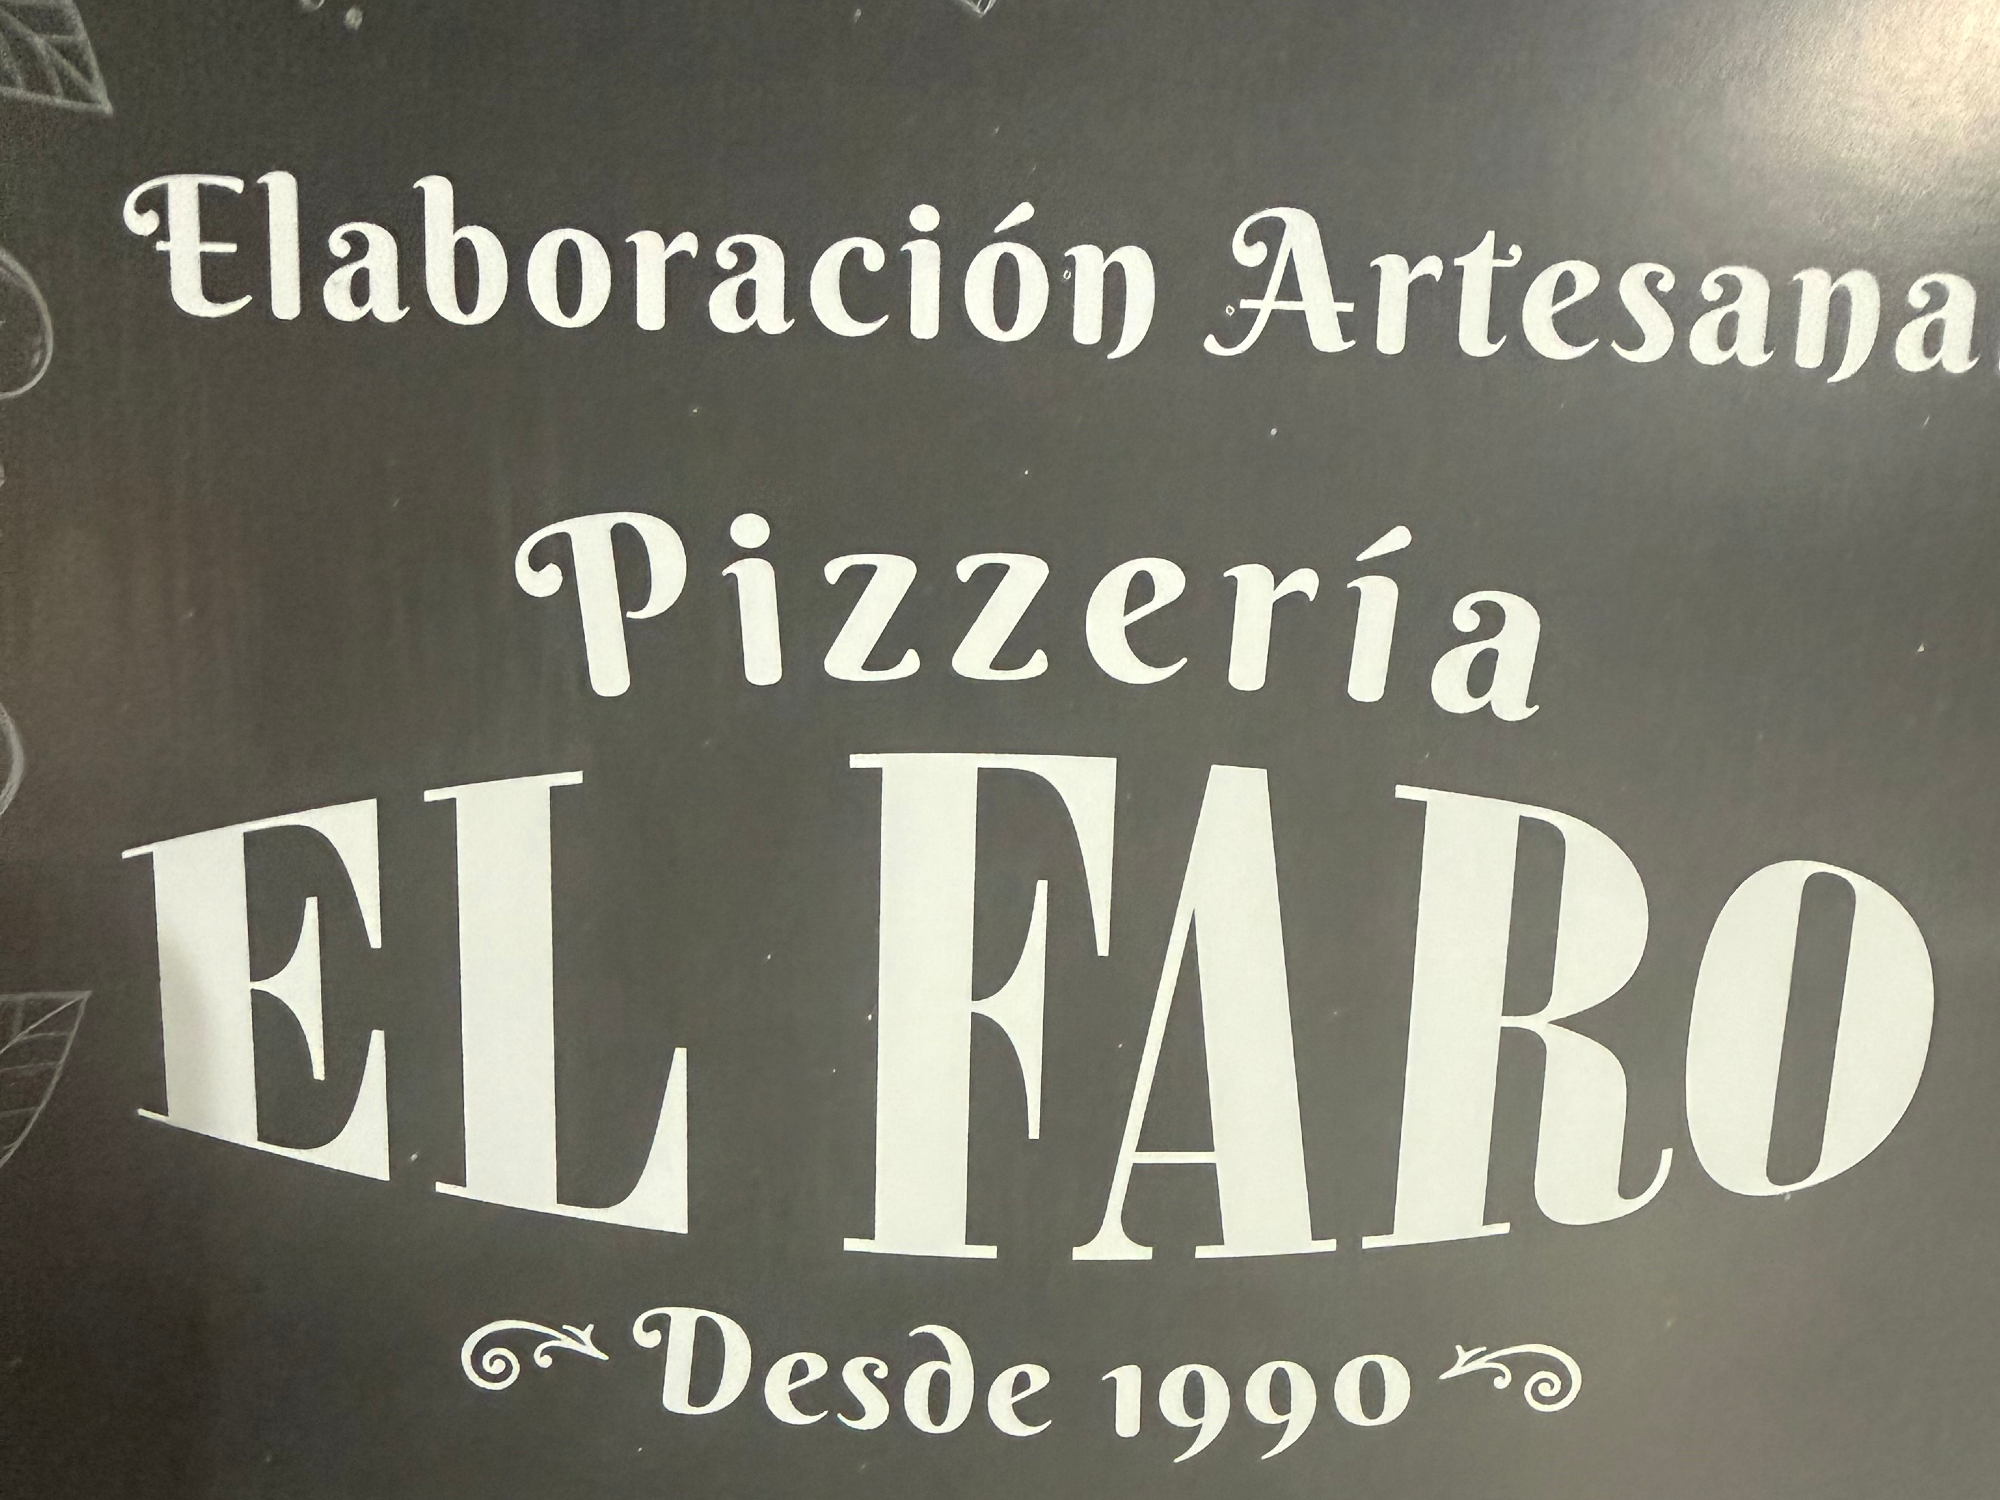 Elaboración Artesanal
Pizzería
EL FARO
Desde 1990